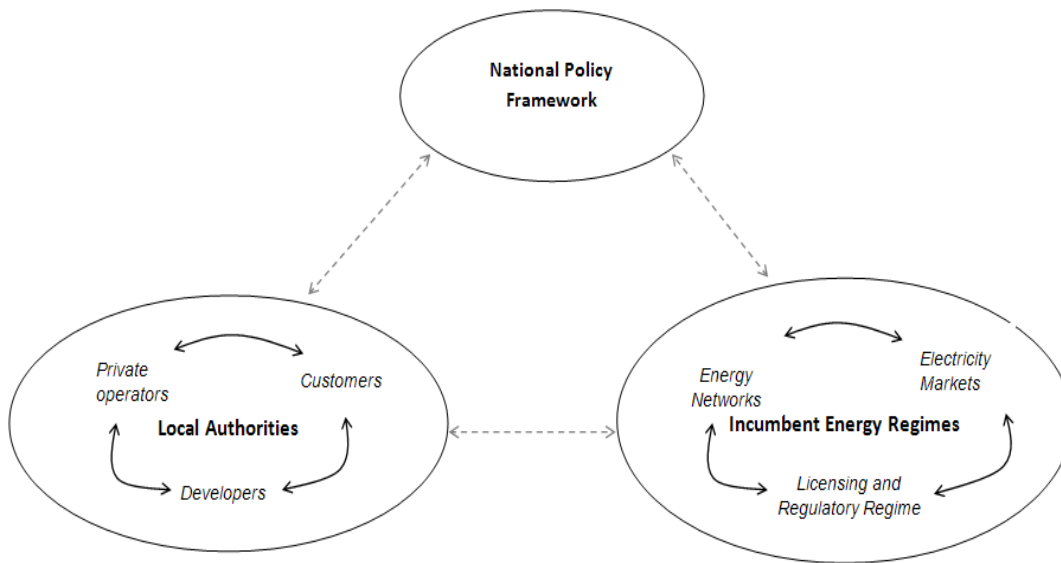 National Policy
Framework
Private
operators
Customers
Local Authorities
Developers
Energy
Networks
Electricity
Markets
Incumbent Energy Regimes
Licensing and
Regulatory Regime